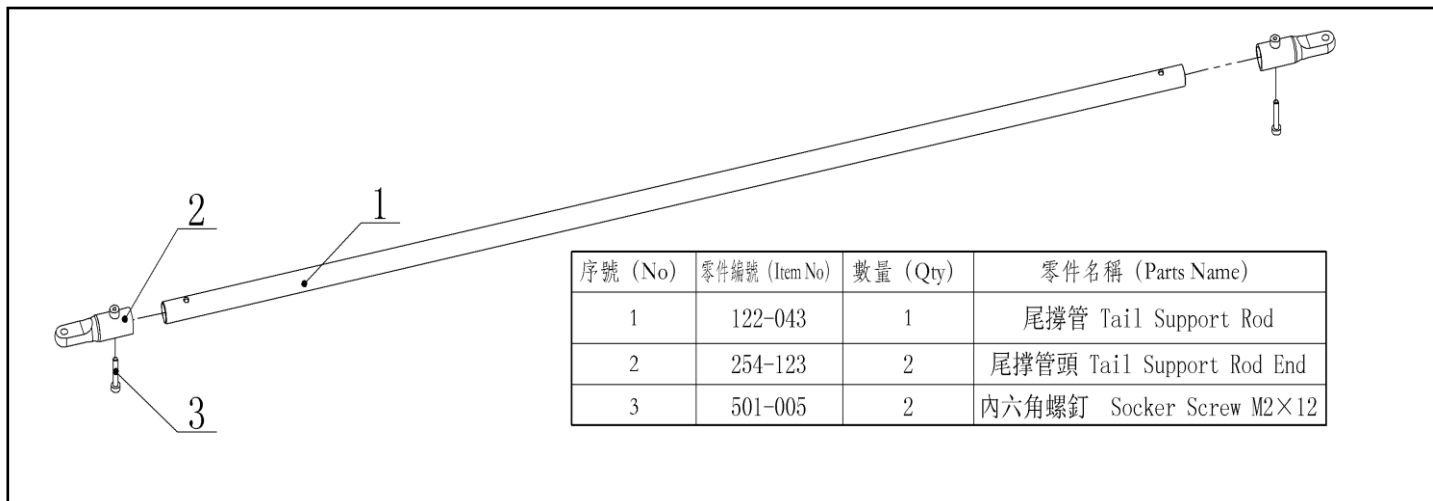 2
1
3
序號（No） 零件編號（Item No） 數量（Qty） 零件名稱（Parts Name）
1 122-043 1 尾撐管 Tail Support Rod
2 254-123 2 尾撐管頭 Tail Support Rod End
3 501-005 2 內六角螺釘 Socker Screw M2×12